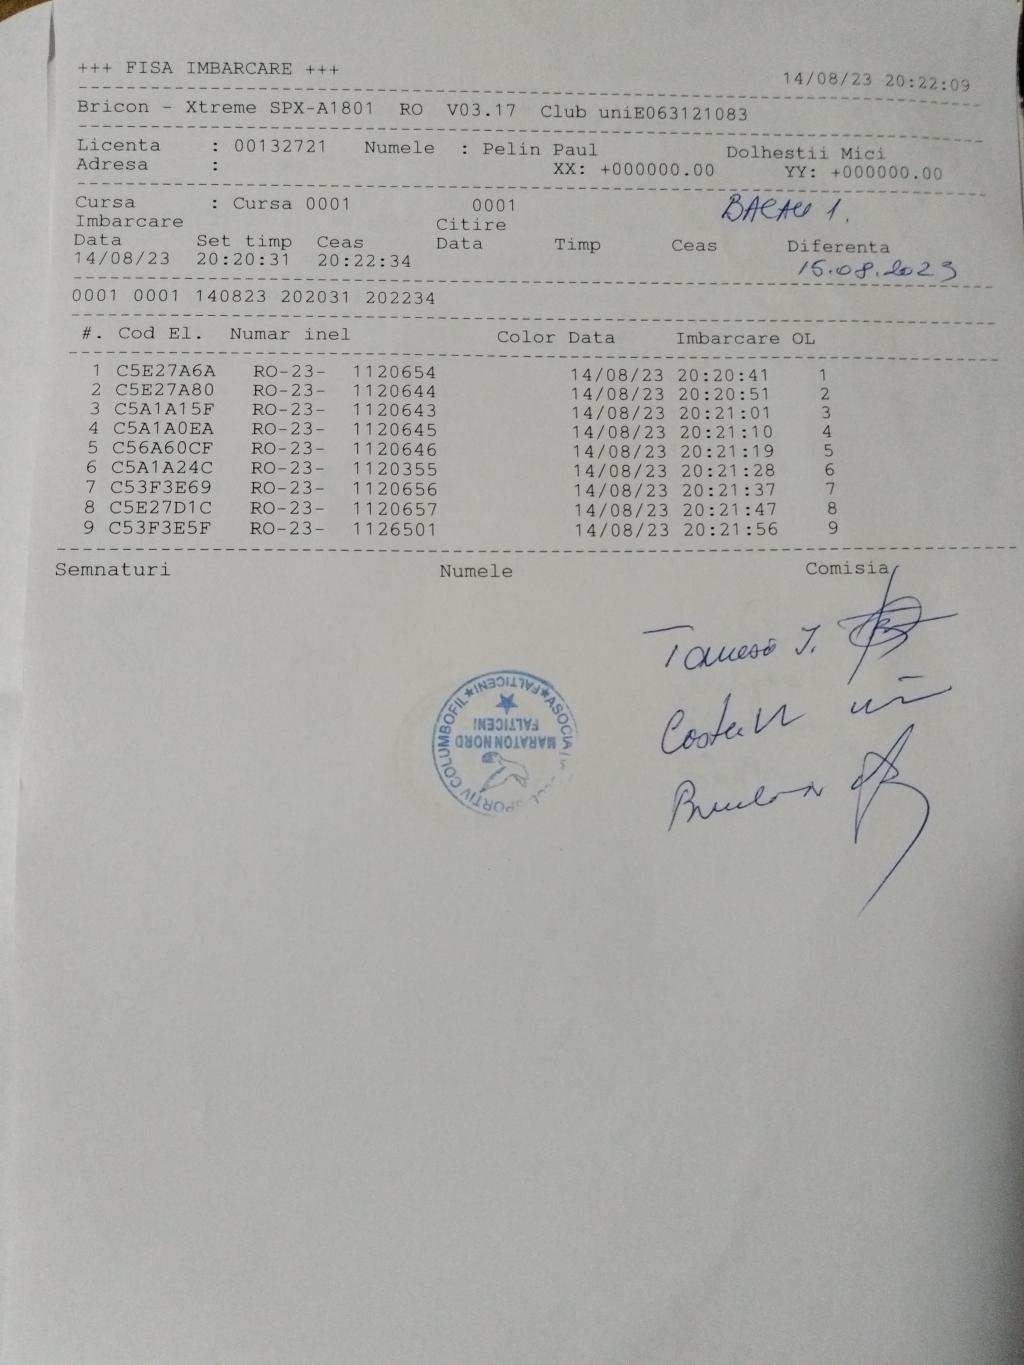 +++ FISA IMBARCARE +++
14/08/23 20:22:09
Bricon - Xtreme SPX-A1801 RO V03.17 Club uniE063121083
Licenta : 00132721 Numele : Pelin Paul Dolhestii Mici
Adresa : XX: +000000.00 YY: +000000.00
Cursa : Cursa 0001 0001 BACAU 1.
Imbarcare Citire
Data Set timp Ceas Data Timp Ceas Diferenta
14/08/23 20:20:31 20:22:34 15.08.2023
0001 0001 140823 202031 202234
#. Cod El. Numar inel Color Data Imbarcare OL
1 C5E27A6A RO-23- 1120654 14/08/23 20:20:41 1
2 C5E27A80 RO-23- 1120644 14/08/23 20:20:51 2
3 C5A1A15F RO-23- 1120643 14/08/23 20:21:01 3
4 C5A1A0EA RO-23- 1120645 14/08/23 20:21:10 4
5 C56A60CF RO-23- 1120646 14/08/23 20:21:19 5
6 C5A1A24C RO-23- 1120355 14/08/23 20:21:28 6
7 C53F3E69 RO-23- 1120656 14/08/23 20:21:37 7
8 C5E27D1C RO-23- 1120657 14/08/23 20:21:47 8
9 C53F3E5F RO-23- 1126501 14/08/23 20:21:56 9
Semnaturi Numele Comisia
SPORTIV COLUMBOFIL ★ FALTICENI ★
MARATON NORD
FALTICENI